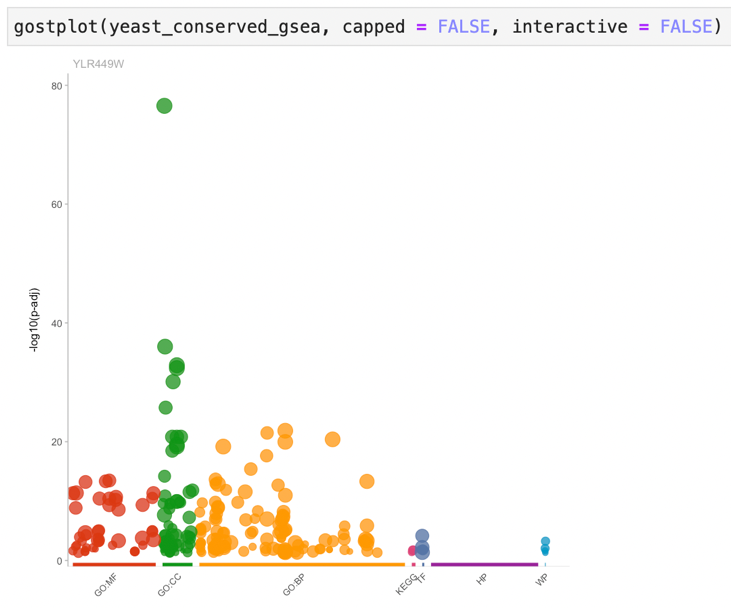 gostplot(yeast_conserved_gsea, capped = FALSE, interactive = FALSE)
YLR449W
80
60
40
20
0
-log10(p-adj)
GO:MF
GO:CC
GO:BP
KEGG
TF
HP
WP